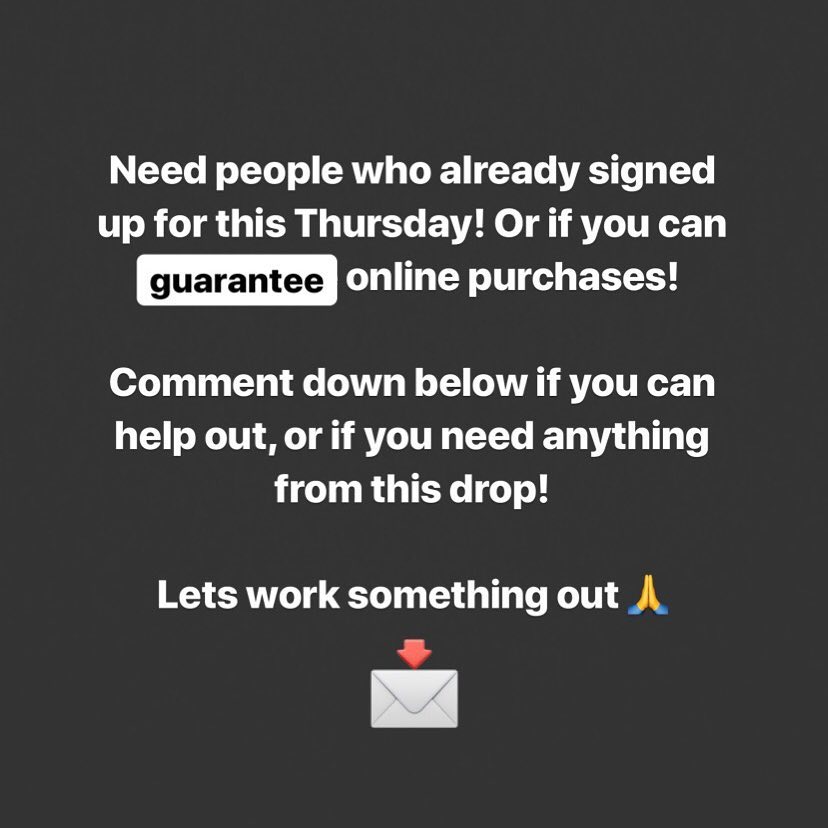 Need people who already signed
up for this Thursday! Or if you can
guarantee online purchases!
Comment down below if you can
help out, or if you need anything
from this drop!
Lets work something out 🙏
📩